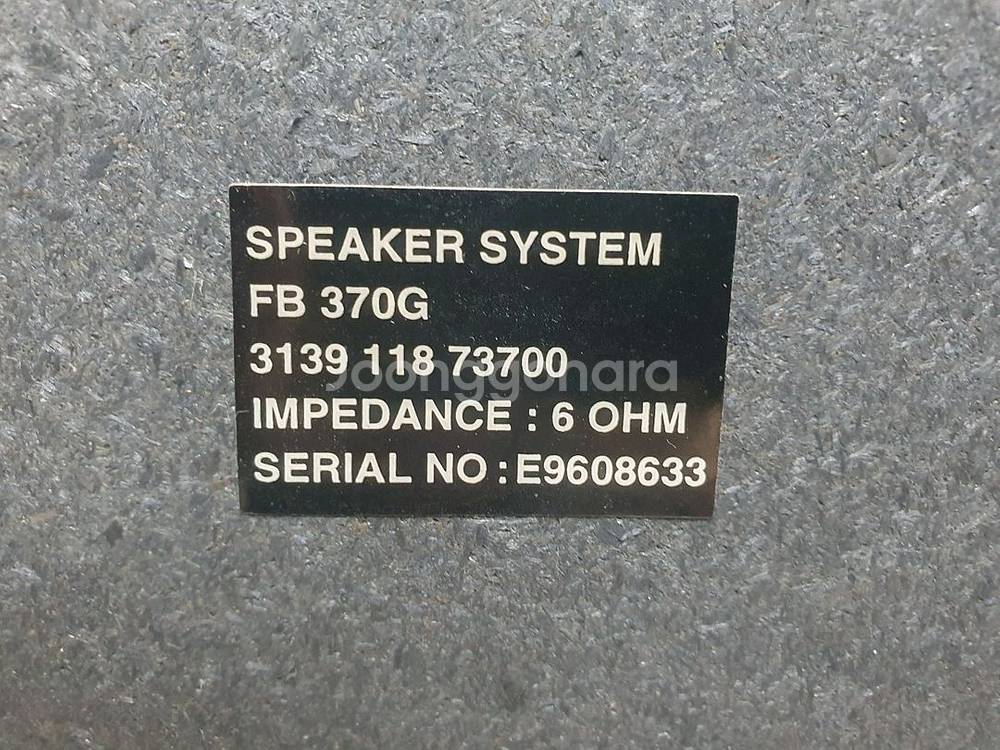 SPEAKER SYSTEM
FB 370G
3139 118 73700
Joonggonara
IMPEDANCE : 6 OHM
SERIAL NO : E9608633